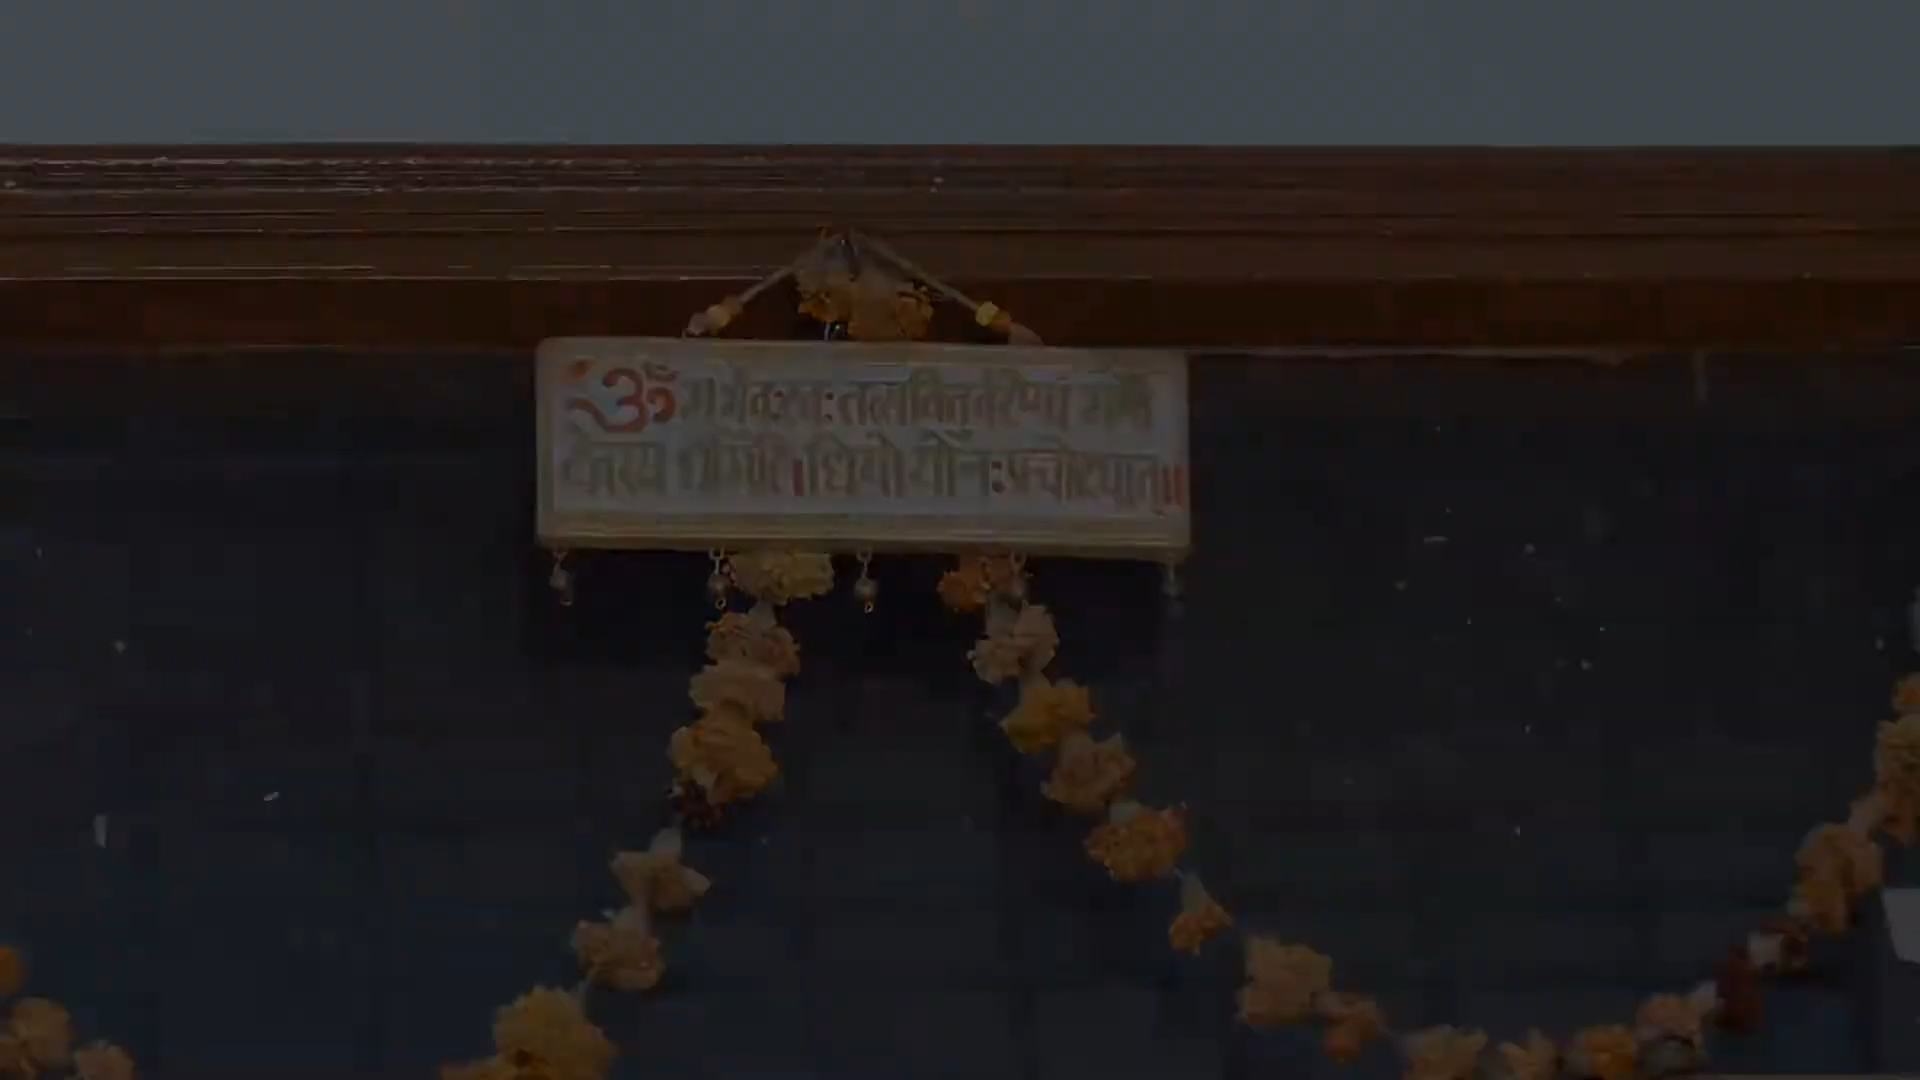 ॐ भूर्भुवःस्वः तत्सवितुर्वरेण्यं भर्गो
देवस्य धीमहि।धियो योनःप्रचोदयात्॥